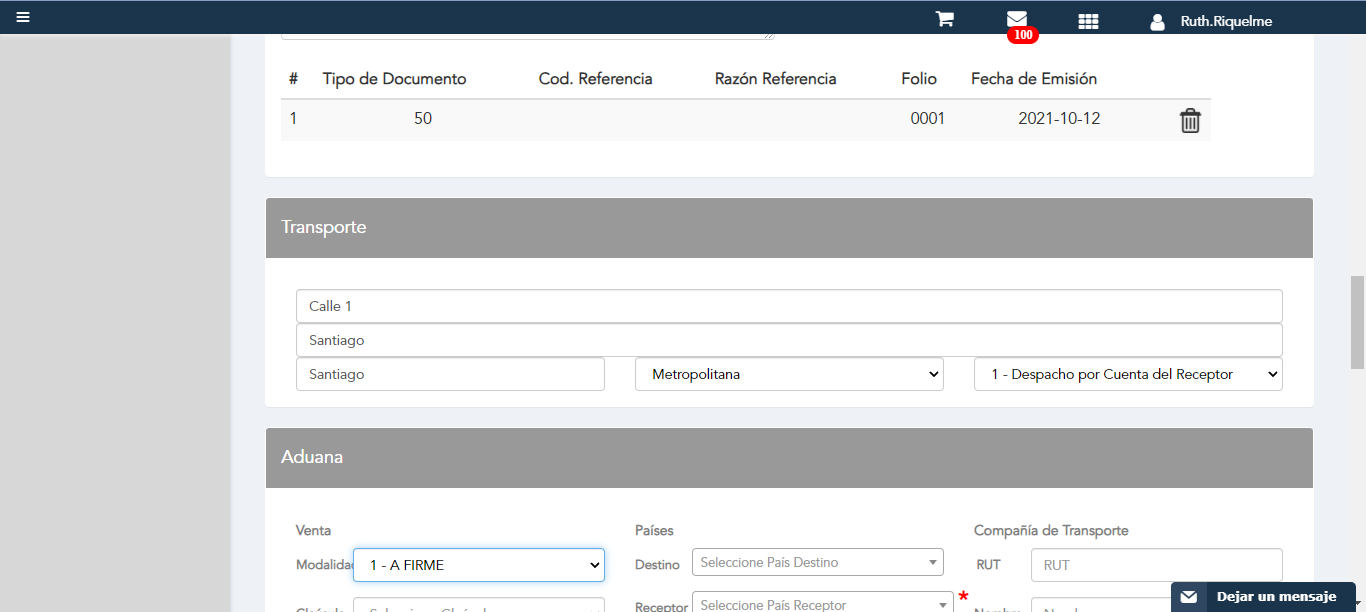 100
Ruth.Riquelme
# Tipo de Documento Cod. Referencia Razón Referencia Folio Fecha de Emisión
1 50 0001 2021-10-12
Transporte
Calle 1
Santiago
Santiago Metropolitana 1 - Despacho por Cuenta del Receptor
Aduana
Venta Países Compañía de Transporte
Modalidad 1 - A FIRME Destino Seleccione País Destino RUT RUT
Receptor Seleccione País Receptor *
Dejar un mensaje